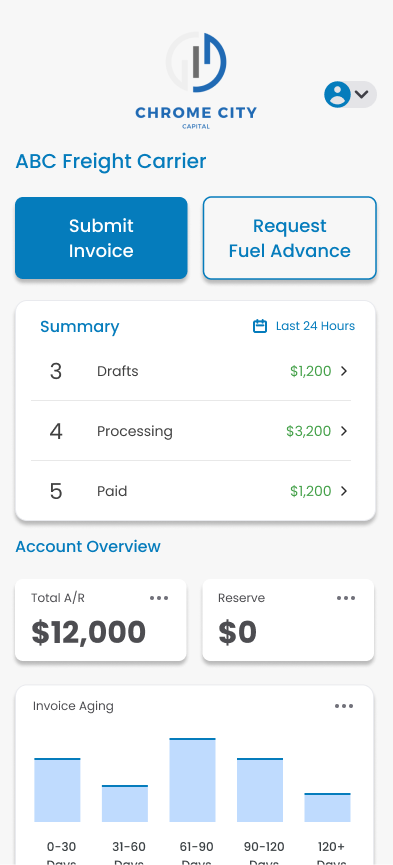 CHROME CITY
CAPITAL
ABC Freight Carrier
Submit
Invoice
Request
Fuel Advance
Summary
Last 24 Hours
3 Drafts $1,200
4 Processing $3,200
5 Paid $1,200
Account Overview
Total A/R
$12,000
Reserve
$0
Invoice Aging
0-30 31-60 61-90 90-120 120+
Days Days Days Days Days